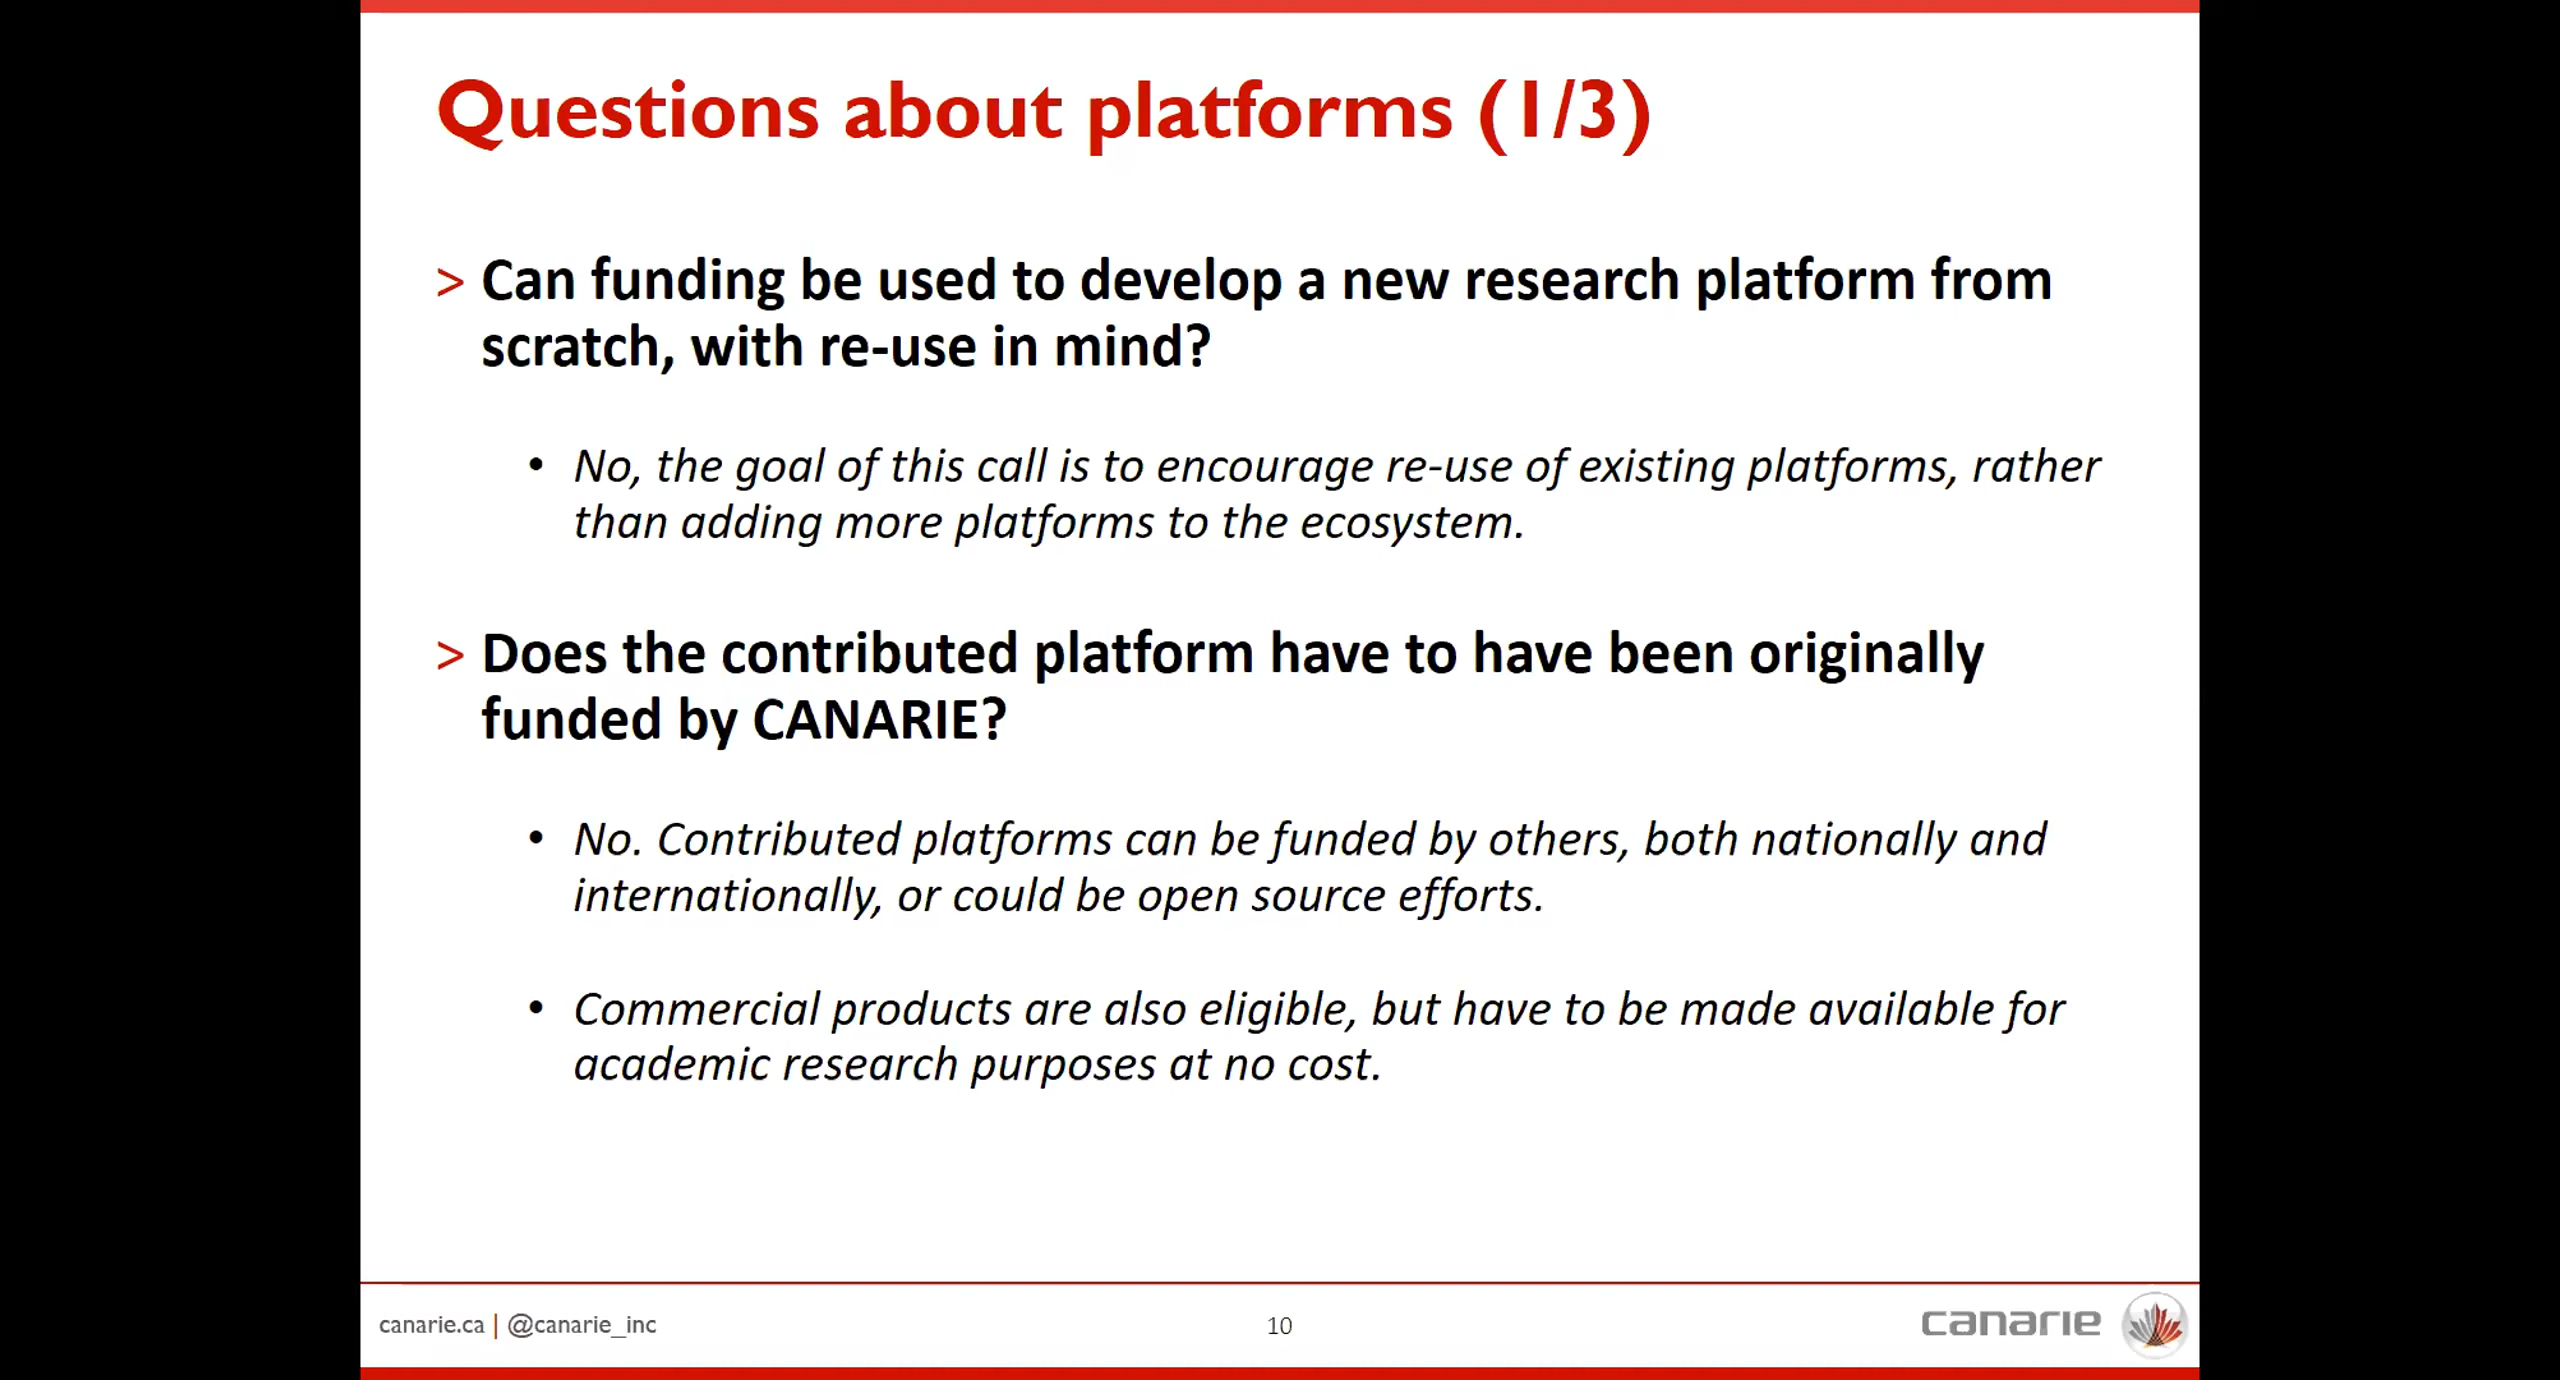 Questions about platforms (1/3)
> Can funding be used to develop a new research platform from
scratch, with re-use in mind?
• No, the goal of this call is to encourage re-use of existing platforms, rather
than adding more platforms to the ecosystem.
> Does the contributed platform have to have been originally
funded by CANARIE?
• No. Contributed platforms can be funded by others, both nationally and
internationally, or could be open source efforts.
• Commercial products are also eligible, but have to be made available for
academic research purposes at no cost.
canarie.ca | @canarie_inc
10
canarie